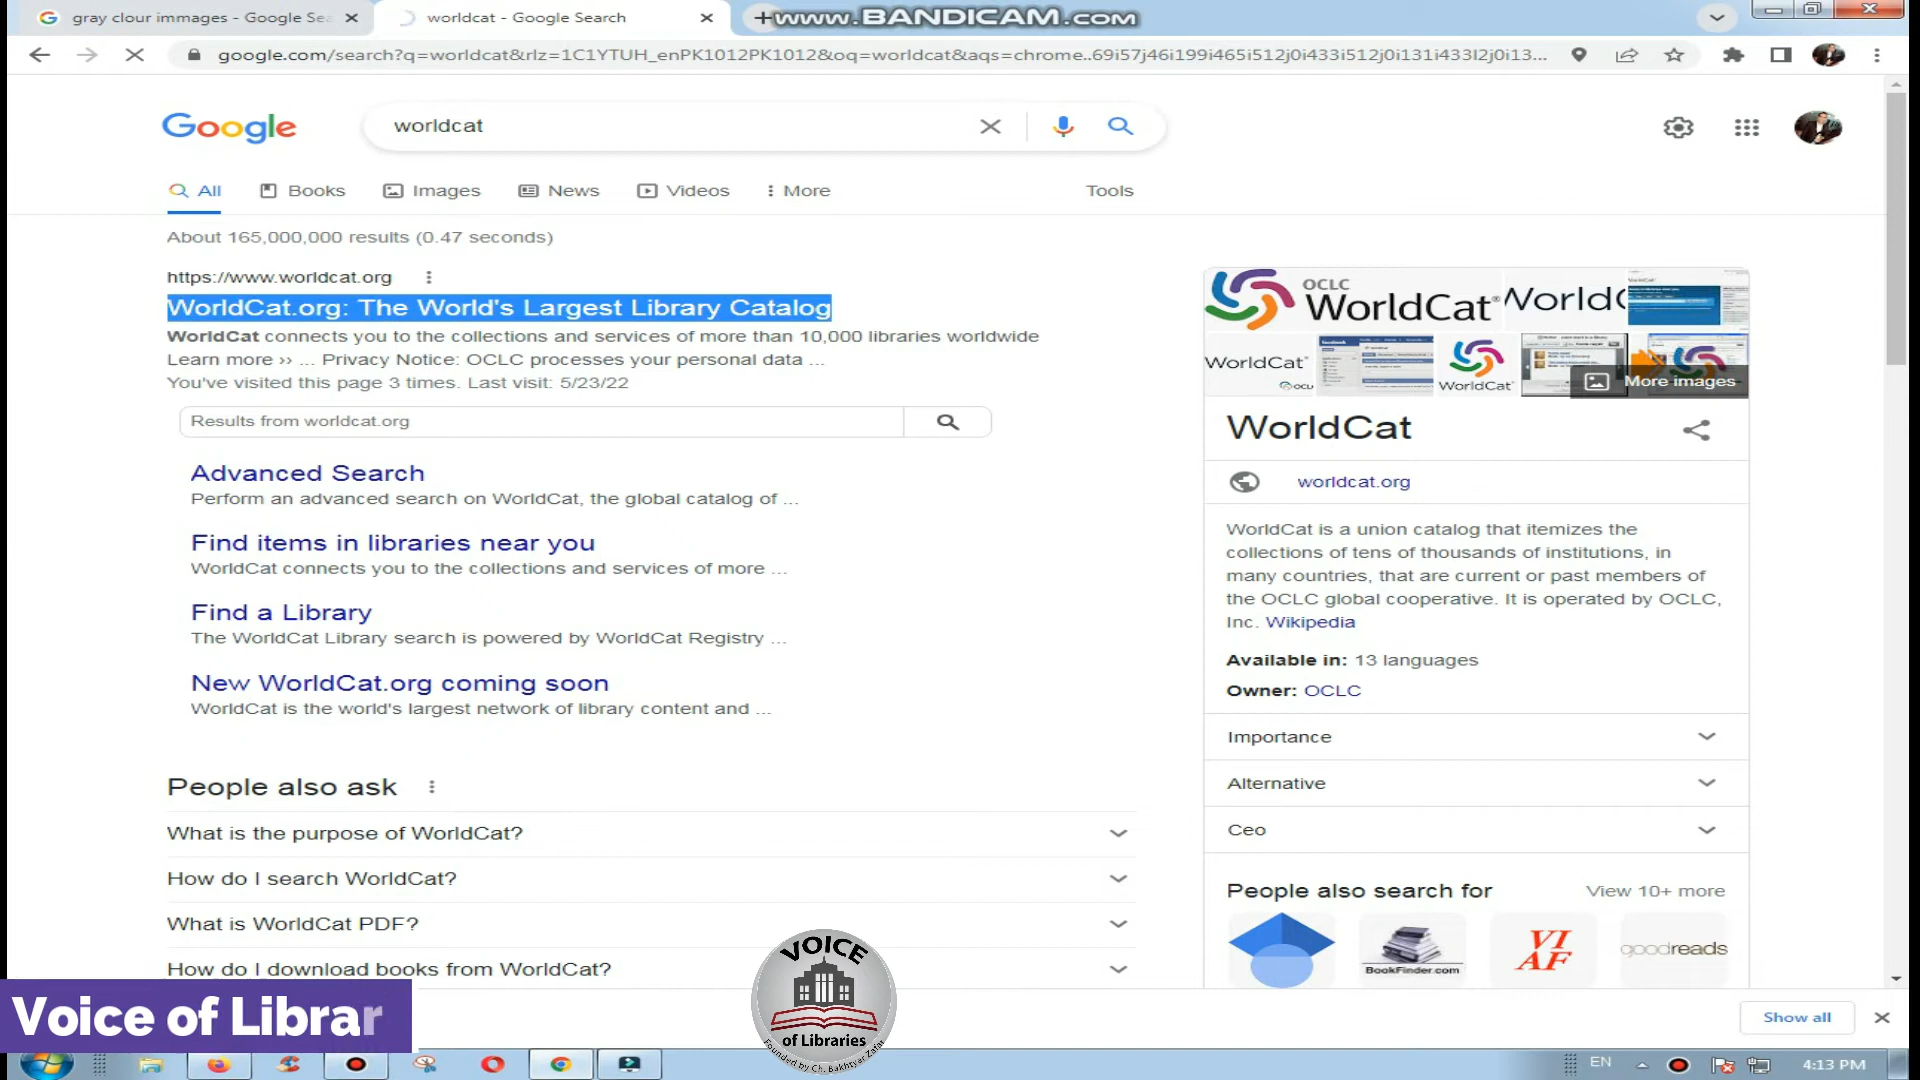 gray clour immages - Google Sea
worldcat - Google Search
www.BANDICAM.com
google.com/search?q=worldcat&rlz=1C1YTUH_enPK1012PK1012&oq=worldcat&aqs=chrome..69i57j46i199i465i512j0i433i512j0i131i433l2j0i13...
Google
worldcat
All
Books
Images
News
Videos
More
Tools
About 165,000,000 results (0.47 seconds)
https://www.worldcat.org
WorldCat.org: The World's Largest Library Catalog
WorldCat connects you to the collections and services of more than 10,000 libraries worldwide
Learn more ›› ... Privacy Notice: OCLC processes your personal data ...
You've visited this page 3 times. Last visit: 5/23/22
Results from worldcat.org
Advanced Search
Perform an advanced search on WorldCat, the global catalog of ...
Find items in libraries near you
WorldCat connects you to the collections and services of more ...
Find a Library
The WorldCat Library search is powered by WorldCat Registry ...
New WorldCat.org coming soon
WorldCat is the world's largest network of library content and ...
People also ask
What is the purpose of WorldCat?
How do I search WorldCat?
What is WorldCat PDF?
How do I download books from WorldCat?
OCLC
WorldCat®
WorldC
WorldCat®
OCLC
WorldCat®
More images
WorldCat
worldcat.org
WorldCat is a union catalog that itemizes the
collections of tens of thousands of institutions, in
many countries, that are current or past members of
the OCLC global cooperative. It is operated by OCLC,
Inc. Wikipedia
Available in: 13 languages
Owner: OCLC
Importance
Alternative
Ceo
People also search for
View 10+ more
BookFinder.com
VIAF
goodreads
Voice of Librar
VOICE
of Libraries
Founded by Ch. Bakhtyar Zafar
Show all
EN
4:13 PM